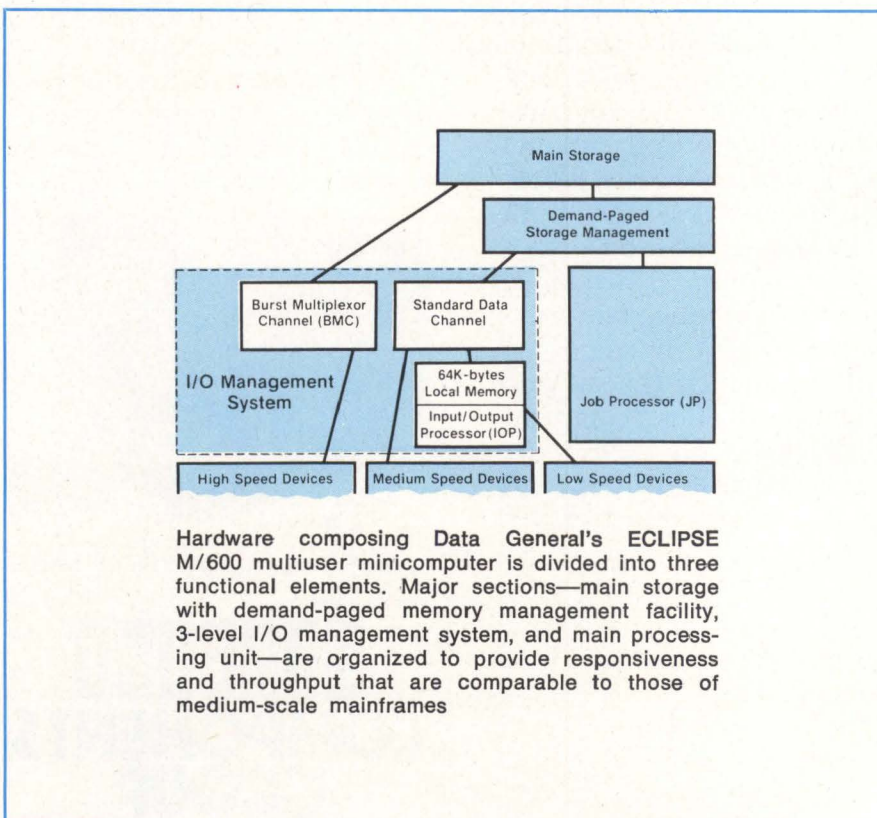 Main Storage
Demand-Paged
Storage Management
Burst Multiplexor
Channel (BMC)
Standard Data
Channel
I/O Management
System
64K-bytes
Local Memory
Input/Output
Processor(IOP)
Job Processor (JP)
High Speed Devices
Medium Speed Devices
Low Speed Devices
Hardware composing Data General's ECLIPSE
M/600 multiuser minicomputer is divided into three
functional elements. Major sections—main storage
with demand-paged memory management facility,
3-level I/O management system, and main process-
ing unit—are organized to provide responsiveness
and throughput that are comparable to those of
medium-scale mainframes